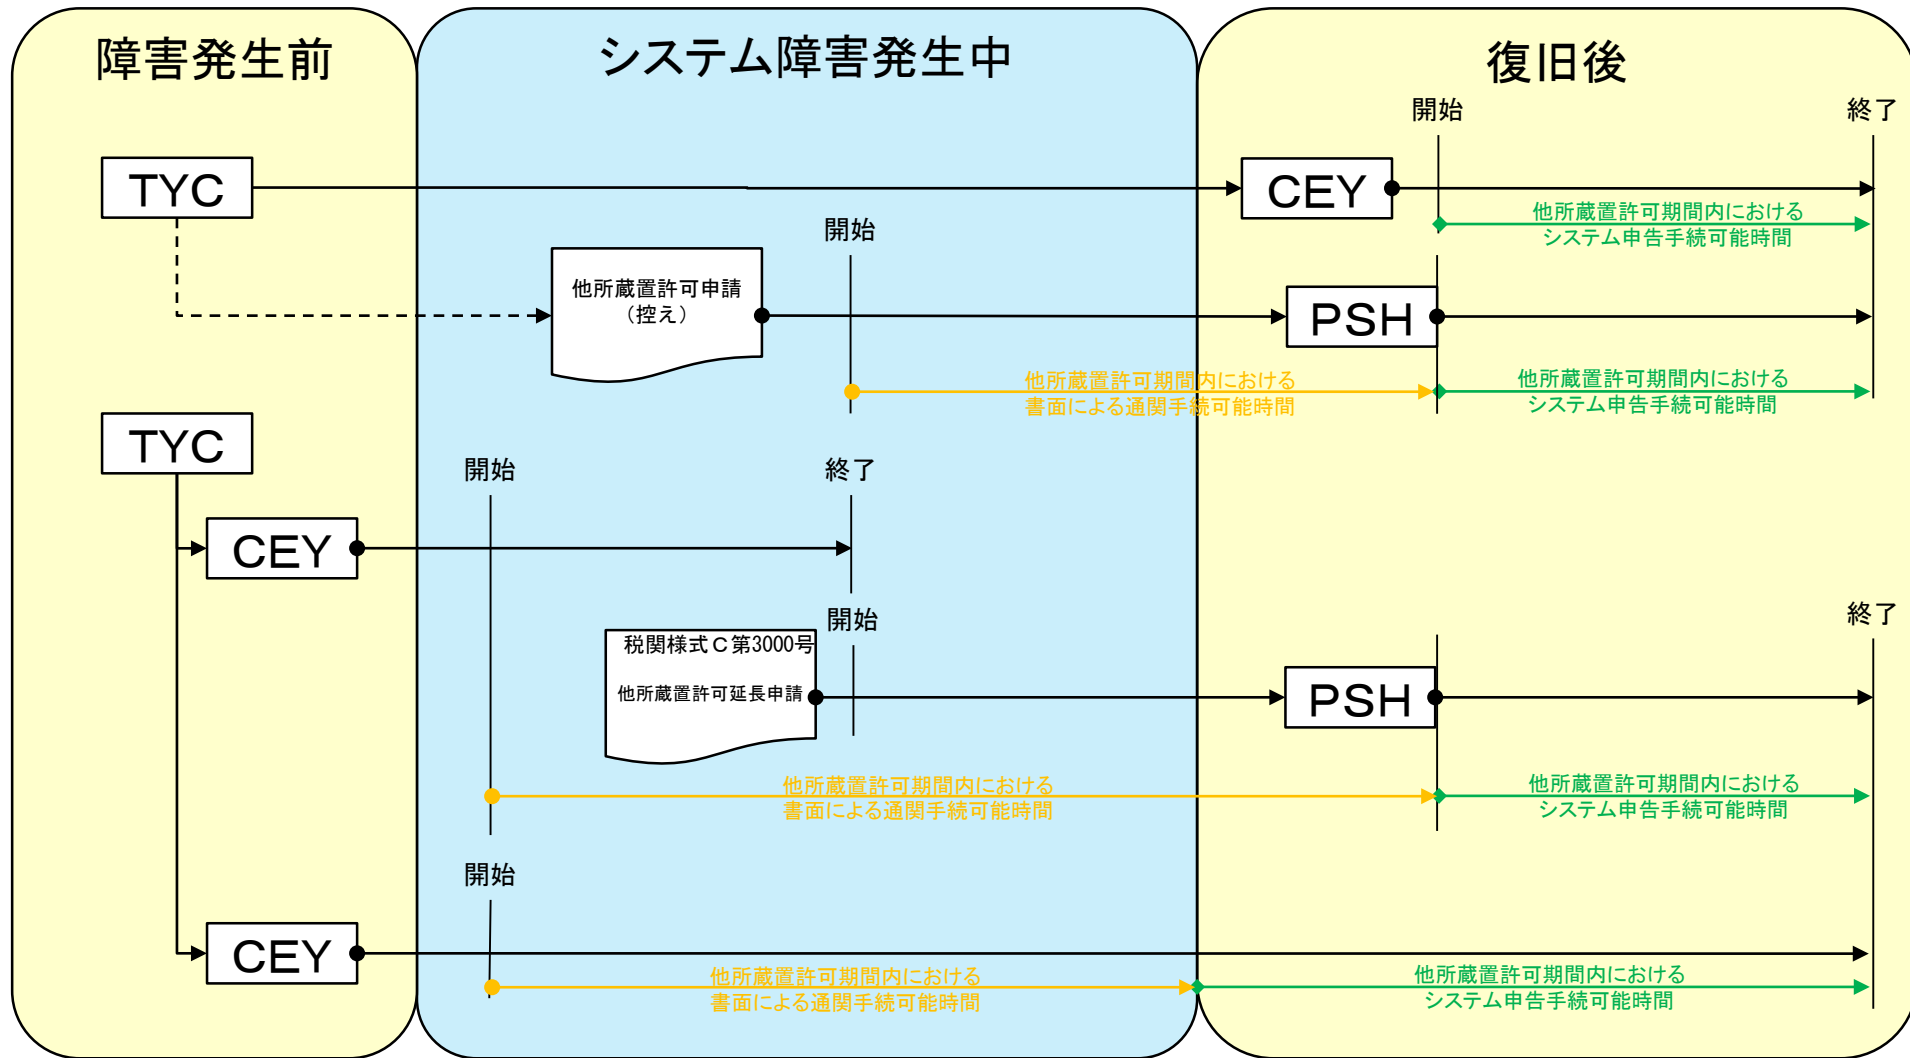 障害発生前
システム障害発生中
復旧後
開始
終了
TYC
CEY
他所蔵置許可期間内における
システム申告手続可能時間
開始
他所蔵置許可申請
（控え）
PSH
他所蔵置許可期間内における
書面による通関手続可能時間
他所蔵置許可期間内における
システム申告手続可能時間
TYC
開始
終了
CEY
開始
終了
税関様式Ｃ第3000号
他所蔵置許可延長申請
PSH
他所蔵置許可期間内における
書面による通関手続可能時間
他所蔵置許可期間内における
システム申告手続可能時間
開始
CEY
他所蔵置許可期間内における
書面による通関手続可能時間
他所蔵置許可期間内における
システム申告手続可能時間